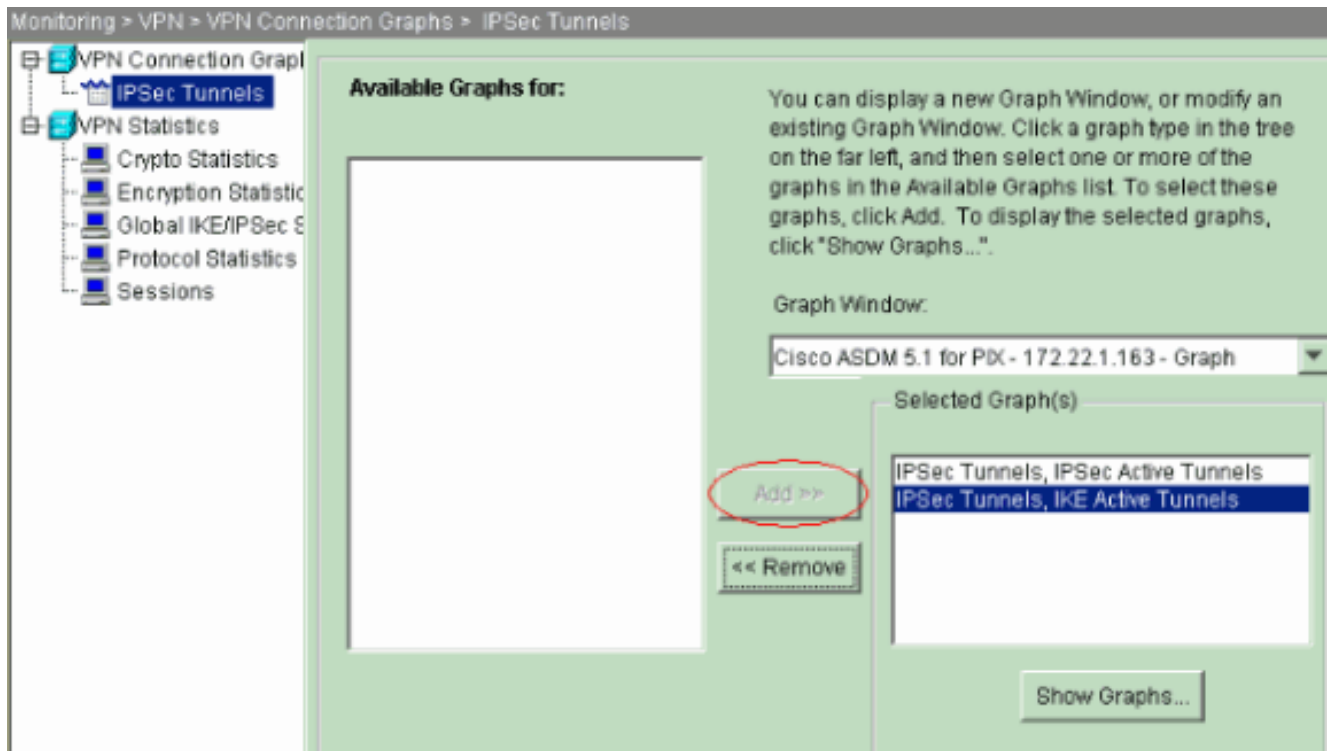 Monitoring > VPN > VPN Connection Graphs > IPSec Tunnels
VPN Connection Grapl
IPSec Tunnels
VPN Statistics
Crypto Statistics
Encryption Statistic
Global IKE/IPSec S
Protocol Statistics
Sessions
Available Graphs for:
You can display a new Graph Window, or modify an
existing Graph Window. Click a graph type in the tree
on the far left, and then select one or more of the
graphs in the Available Graphs list. To select these
graphs, click Add. To display the selected graphs,
click "Show Graphs...".
Graph Window:
Cisco ASDM 5.1 for PIX - 172.22.1.163 - Graph
Add >>
<< Remove
Selected Graph(s)
IPSec Tunnels, IPSec Active Tunnels
IPSec Tunnels, IKE Active Tunnels
Show Graphs...